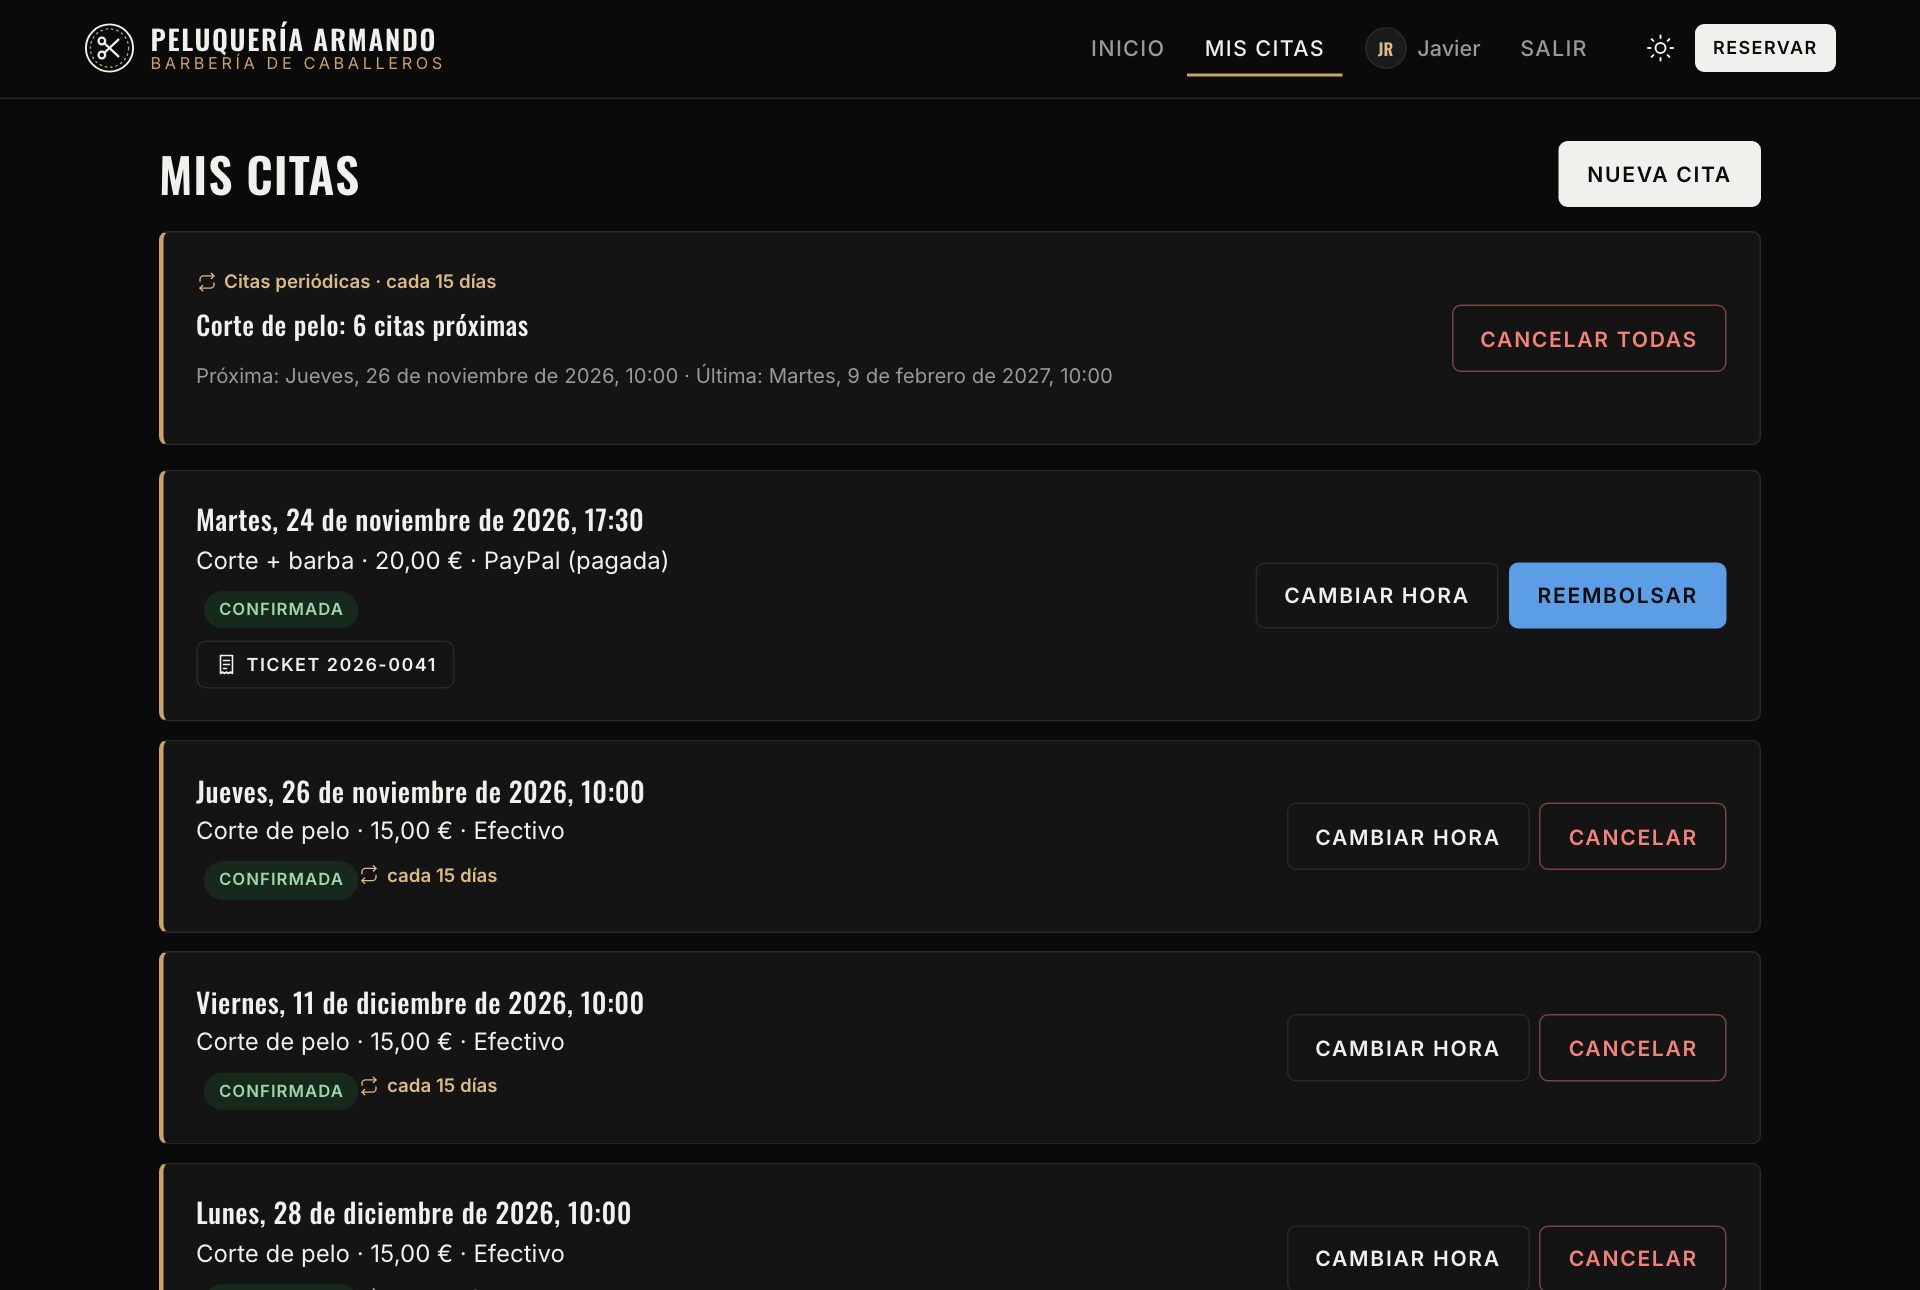 PELUQUERÍA ARMANDO
BARBERÍA DE CABALLEROS
INICIO
MIS CITAS
JR
Javier
SALIR
RESERVAR
MIS CITAS
NUEVA CITA
Citas periódicas · cada 15 días
Corte de pelo: 6 citas próximas
Próxima: Jueves, 26 de noviembre de 2026, 10:00 · Última: Martes, 9 de febrero de 2027, 10:00
CANCELAR TODAS
Martes, 24 de noviembre de 2026, 17:30
Corte + barba · 20,00 € · PayPal (pagada)
CONFIRMADA
TICKET 2026-0041
CAMBIAR HORA
REEMBOLSAR
Jueves, 26 de noviembre de 2026, 10:00
Corte de pelo · 15,00 € · Efectivo
CONFIRMADA
cada 15 días
CAMBIAR HORA
CANCELAR
Viernes, 11 de diciembre de 2026, 10:00
Corte de pelo · 15,00 € · Efectivo
CONFIRMADA
cada 15 días
CAMBIAR HORA
CANCELAR
Lunes, 28 de diciembre de 2026, 10:00
Corte de pelo · 15,00 € · Efectivo
CAMBIAR HORA
CANCELAR